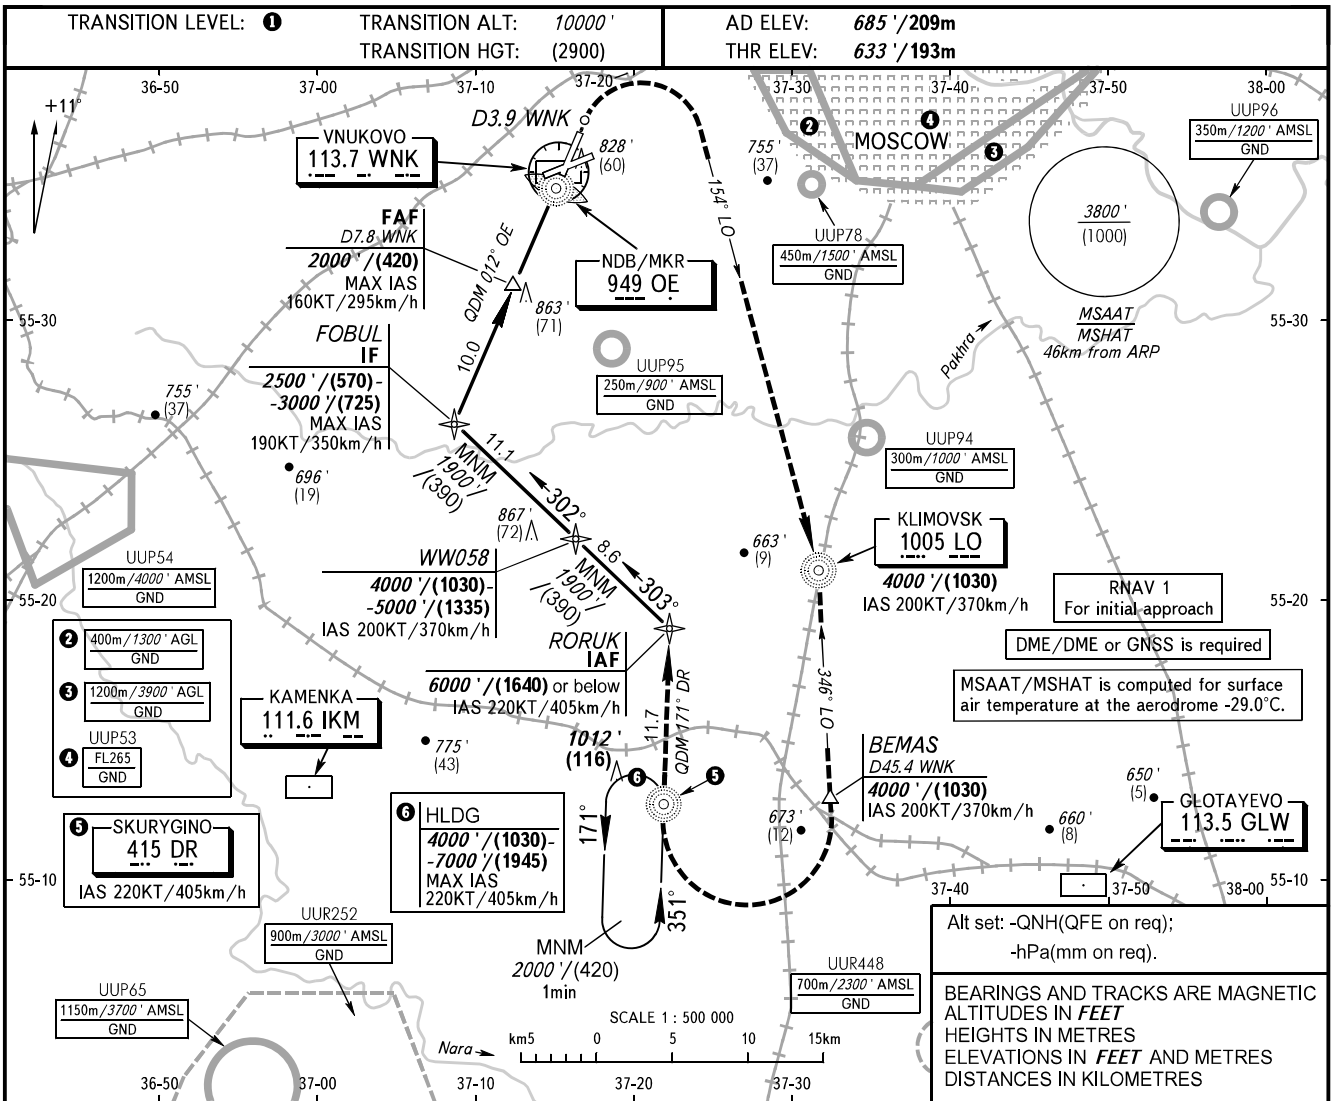 TRANSITION LEVEL: ❶
TRANSITION ALT: 10000 '
TRANSITION HGT: (2900)
AD ELEV: 685 ' / 209m
THR ELEV: 633 ' / 193m
36-50
37-00
37-10
37-20
37-30
37-40
37-50
38-00
+11°
D3.9 WNK
VNUKOVO
113.7 WNK
828 '
(60)
755 '
(37)
❷
❹
MOSCOW
❸
UUP96
350m/1200 ' AMSL
GND
3800 '
(1000)
MSAAT
MSHAT
46km from ARP
UUP78
450m/1500 ' AMSL
GND
154° LO
FAF
D7.8 WNK
2000 '/(420)
MAX IAS
160KT/295km/h
QDM 012° OE
10.0
NDB/MKR
949 OE
863 '
(71)
55-30
55-30
FOBUL
IF
2500 '/(570)-
-3000 '/(725)
MAX IAS
190KT/350km/h
UUP95
250m/900 ' AMSL
GND
Pakhra
755 '
(37)
696 '
(19)
11.1
MNM
1900 '/
/(390)
302°
867 '
(72)
UUP94
300m/1000 ' AMSL
GND
KLIMOVSK
1005 LO
4000 '/(1030)
IAS 200KT/370km/h
663 '
(9)
WW058
4000 '/(1030)-
-5000 '/(1335)
IAS 200KT/370km/h
8.6
MNM
1900 '/
/(390)
303°
UUP54
1200m/4000 ' AMSL
GND
RNAV 1
For initial approach
DME/DME or GNSS is required
MSAAT/MSHAT is computed for surface
air temperature at the aerodrome -29.0°C.
55-20
55-20
❷ 400m/1300 ' AGL
GND
❸ 1200m/3900 ' AGL
GND
UUP53
❹ FL265
GND
RORUK
IAF
6000 '/(1640) or below
IAS 220KT/405km/h
KAMENKA
111.6 IKM
775 '
(43)
1012 '
(116)
11.7
QDM 171° DR
346° LO
BEMAS
D45.4 WNK
4000 '/(1030)
IAS 200KT/370km/h
❻
❺
650 '
(5)
660 '
(8)
673 '
(12)
GLOTAYEVO
113.5 GLW
❺ SKURYGINO
415 DR
IAS 220KT/405km/h
❻ HLDG
4000 '/(1030)-
-7000 '/(1945)
MAX IAS
220KT/405km/h
171°
351°
MNM
2000 '/(420)
1min
55-10
37-40
37-50
38-00
55-10
UUR252
900m/3000 ' AMSL
GND
UUP65
1150m/3700 ' AMSL
GND
UUR448
700m/2300 ' AMSL
GND
Alt set: -QNH(QFE on req);
-hPa(mm on req).
BEARINGS AND TRACKS ARE MAGNETIC
ALTITUDES IN FEET
HEIGHTS IN METRES
ELEVATIONS IN FEET AND METRES
DISTANCES IN KILOMETRES
Nara
SCALE 1 : 500 000
km5 0 5 10 15km
36-50
37-00
37-10
37-20
37-30